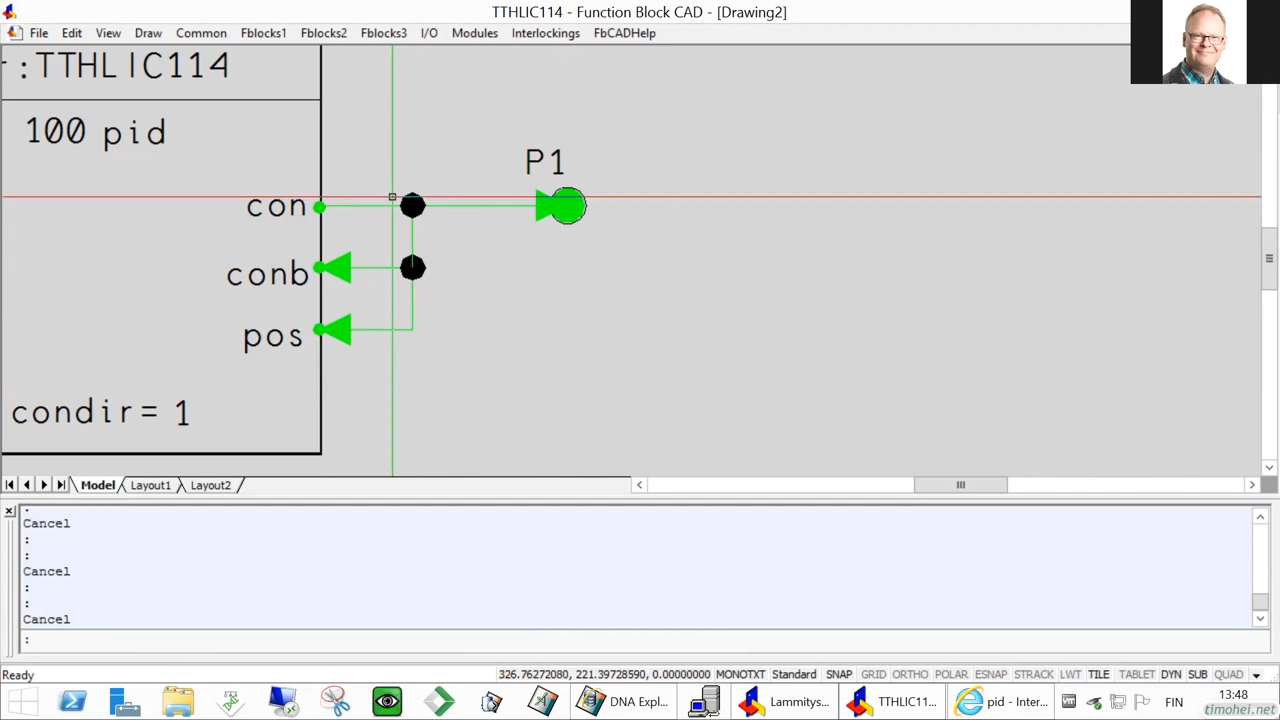 TTHLIC114 - Function Block CAD - [Drawing2]
File Edit View Draw Common Fblocks1 Fblocks2 Fblocks3 I/O Modules Interlockings FbCADHelp
r :TTHLIC114
100 pid
P1
con
conb
pos
condir= 1
Model Layout1 Layout2
Cancel
:
:
Cancel
:
:
Cancel
:
Ready 326.76272080, 221.39728590, 0.00000000 MONOTXT Standard SNAP GRID ORTHO POLAR ESNAP STRACK LWT TILE TABLET DYN SUB QUAD
DNA Expl... Lammitys... TTHLIC11... pid - Inter... FIN 13:48
timohei.net